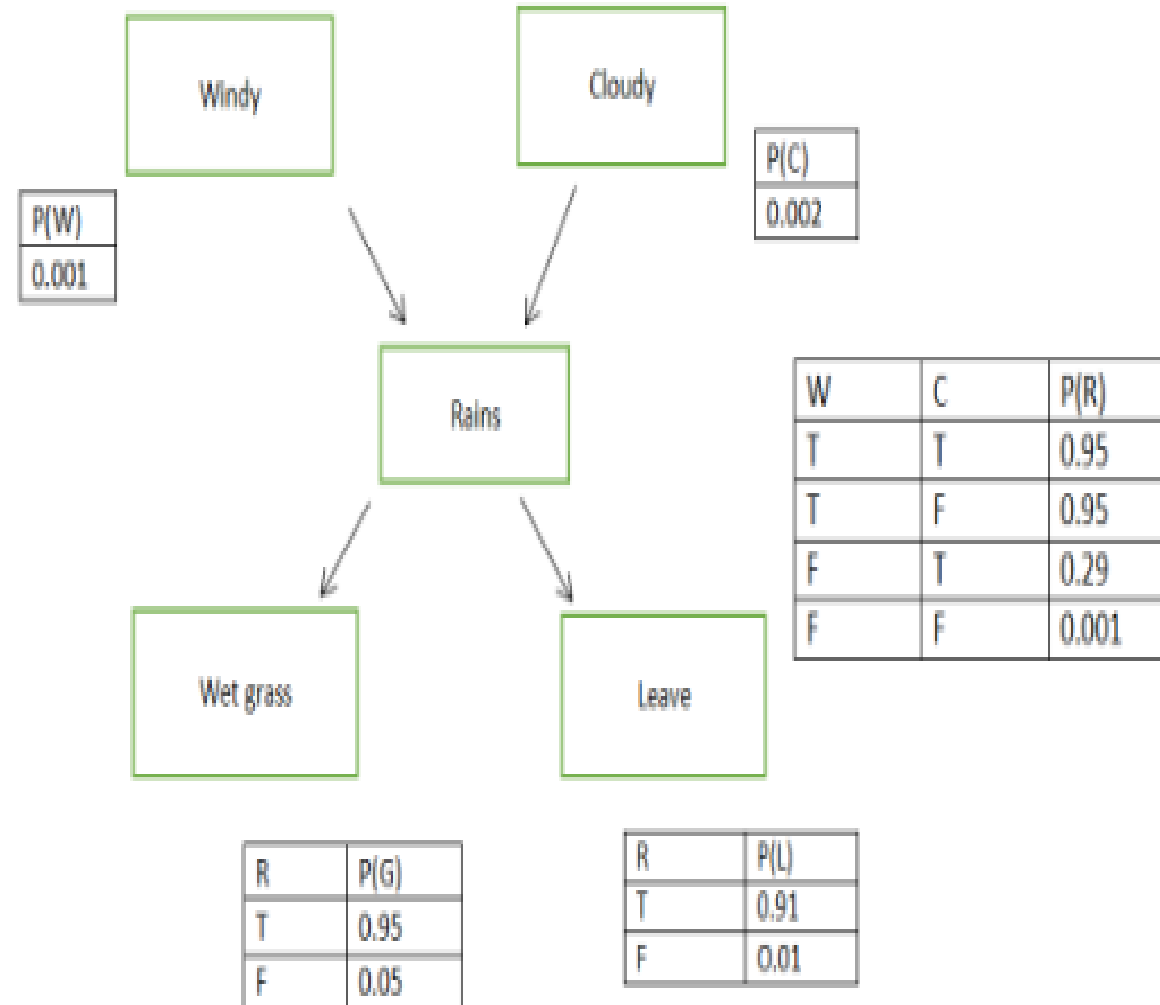 Windy
Cloudy
P(C)
0.002
P(W)
0.001
Rains
W C P(R)
T T 0.95
T F 0.95
F T 0.29
F F 0.001
Wet grass
Leave
R P(G)
T 0.95
F 0.05
R P(L)
T 0.91
F 0.01